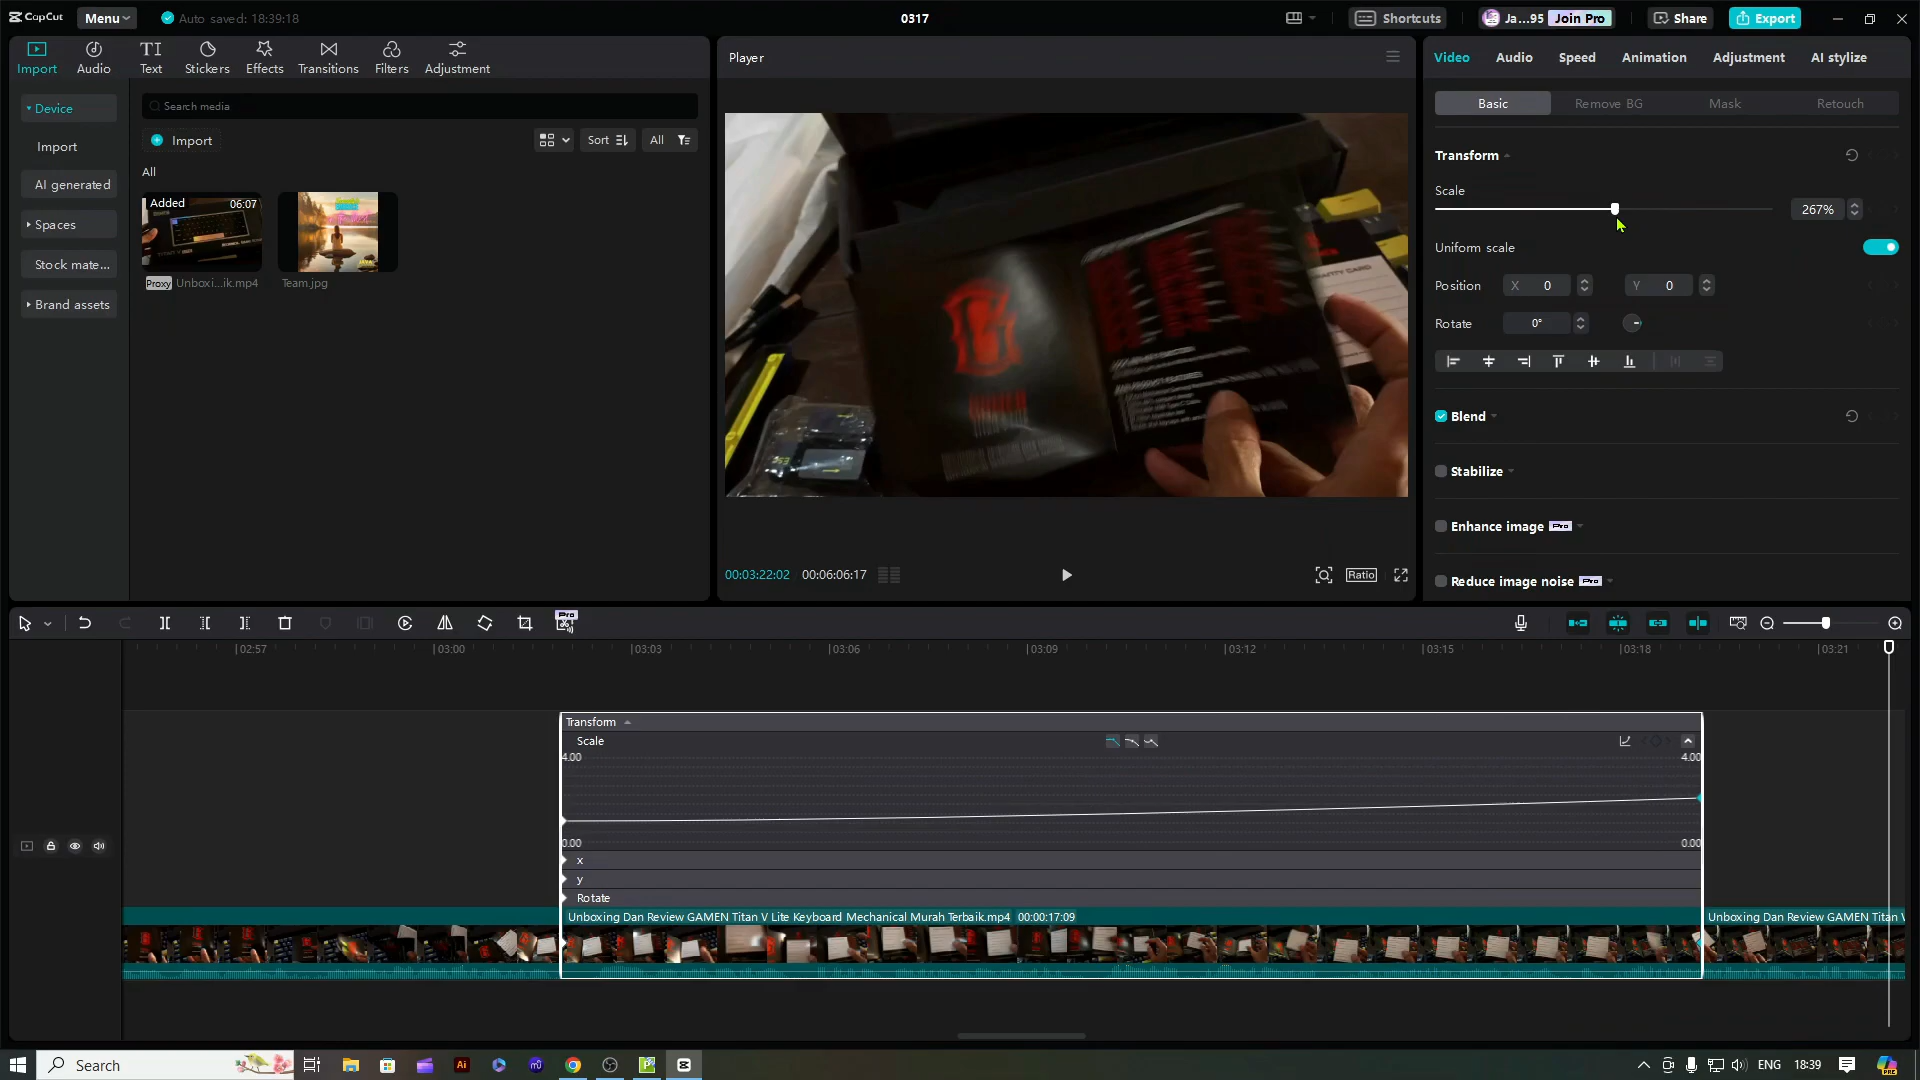 CapCut
Menu
Auto saved: 18:39:18
0317
Shortcuts
Ja...95
Join Pro
Share
Export
Import
Audio
TI
Text
Stickers
Effects
Transitions
Filters
Adjustment
Device
Import
AI generated
Spaces
Stock mate...
Brand assets
Search media
Import
Sort
All
All
Added
06:07
Proxy
Unboxi...ik.mp4
Team.jpg
Player
00:03:22:02
00:06:06:17
Ratio
Video
Audio
Speed
Animation
Adjustment
AI stylize
Basic
Remove BG
Mask
Retouch
Transform
Scale
267%
Uniform scale
Position
X 0
Y 0
Rotate
0°
Blend
Stabilize
Enhance image
Pro
Reduce image noise
Pro
Pro
02:57
03:00
03:03
03:06
03:09
03:12
03:15
03:18
03:21
Transform
Scale
4.00
4.00
0.00
0.00
x
y
Rotate
Unboxing Dan Review GAMEN Titan V Lite Keyboard Mechanical Murah Terbaik.mp4 00:00:17:09
Unboxing Dan Review GAMEN Titan V
Search
Ai
ENG
18:39